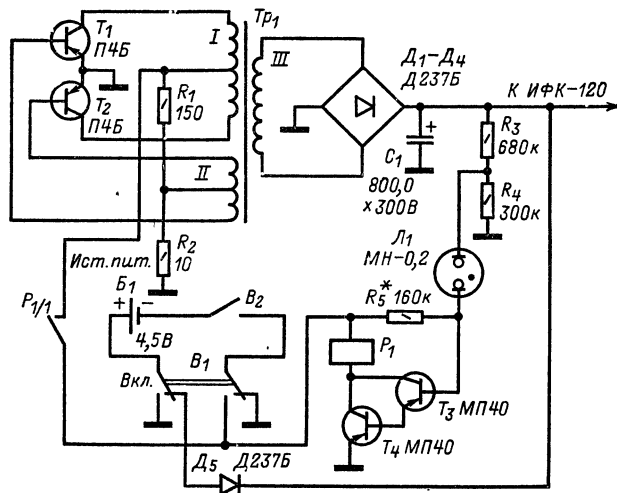 Тр₁
T₁
П4Б
I
III
Д₁–Д₄
Д237Б
К ИФК-120
T₂
П4Б
R₁
150
+
C₁
800,0
×300В
R₃
680к
II
R₄
300к
R₂
10
Л₁
МН-0,2
Ист. пит.
Б₁
+ −
4,5В
В₂
R₅* 160к
P₁/₁
P₁
В₁
Вкл.
T₃ МП40
T₄ МП40
Д₅ Д237Б